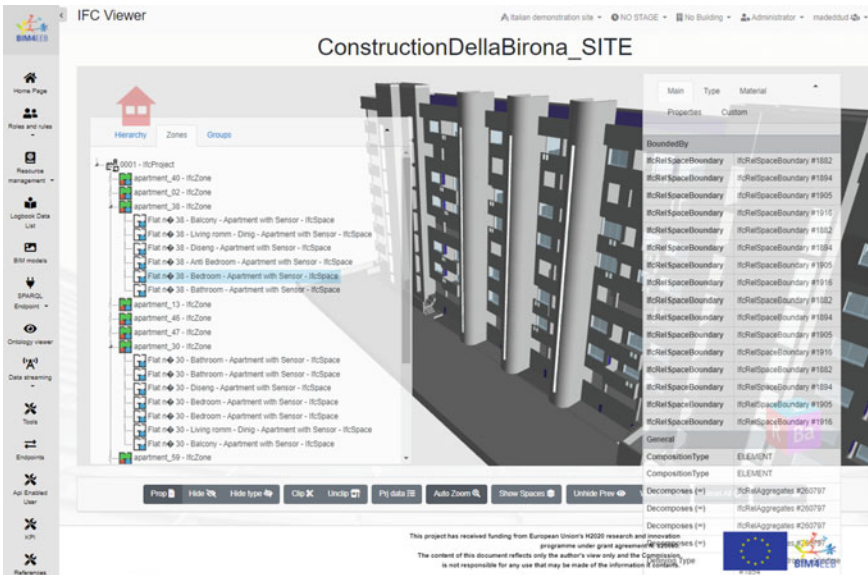 IFC Viewer
Italian demonstration site
NO STAGE
No Building
Administrator
madeddud
BIM4EEB
ConstructionDellaBirona_SITE
Home Page
Roles and rules
Resource management
Logbook Data List
BIM models
SPARQL Endpoint
Ontology viewer
Data streaming
Tools
Endpoints
Api Enabled User
KPI
References
Hierarchy Zones Groups
0001 - IfcProject
apartment_40 - IfcZone
apartment_02 - IfcZone
apartment_38 - IfcZone
Flat n� 38 - Balcony - Apartment with Sensor - IfcSpace
Flat n� 38 - Living romm - Dinig - Apartment with Sensor - IfcSpace
Flat n� 38 - Diseng - Apartment with Sensor - IfcSpace
Flat n� 38 - Anti Bedroom - Apartment with Sensor - IfcSpace
Flat n� 38 - Bedroom - Apartment with Sensor - IfcSpace
Flat n� 38 - Bathroom - Apartment with Sensor - IfcSpace
apartment_13 - IfcZone
apartment_46 - IfcZone
apartment_47 - IfcZone
apartment_30 - IfcZone
Flat n� 30 - Bathroom - Apartment with Sensor - IfcSpace
Flat n� 30 - Bathroom - Apartment with Sensor - IfcSpace
Flat n� 30 - Diseng - Apartment with Sensor - IfcSpace
Flat n� 30 - Bedroom - Apartment with Sensor - IfcSpace
Flat n� 30 - Bedroom - Apartment with Sensor - IfcSpace
Flat n� 30 - Living romm - Dinig - Apartment with Sensor - IfcSpace
Flat n� 30 - Balcony - Apartment with Sensor - IfcSpace
apartment_59 - IfcZone
Main Type Material
Properties Custom
BoundedBy
IfcRelSpaceBoundary IfcRelSpaceBoundary #1882
IfcRelSpaceBoundary IfcRelSpaceBoundary #1894
IfcRelSpaceBoundary IfcRelSpaceBoundary #1905
IfcRelSpaceBoundary IfcRelSpaceBoundary #1916
IfcRelSpaceBoundary IfcRelSpaceBoundary #1882
IfcRelSpaceBoundary IfcRelSpaceBoundary #1894
IfcRelSpaceBoundary IfcRelSpaceBoundary #1905
IfcRelSpaceBoundary IfcRelSpaceBoundary #1916
IfcRelSpaceBoundary IfcRelSpaceBoundary #1882
IfcRelSpaceBoundary IfcRelSpaceBoundary #1894
IfcRelSpaceBoundary IfcRelSpaceBoundary #1905
IfcRelSpaceBoundary IfcRelSpaceBoundary #1916
IfcRelSpaceBoundary IfcRelSpaceBoundary #1882
IfcRelSpaceBoundary IfcRelSpaceBoundary #1894
IfcRelSpaceBoundary IfcRelSpaceBoundary #1905
IfcRelSpaceBoundary IfcRelSpaceBoundary #1916
General
CompositionType ELEMENT
CompositionType ELEMENT
Decomposes (=) IfcRelAggregates #260797
Decomposes (=) IfcRelAggregates #260797
Decomposes (=) IfcRelAggregates #260797
Decomposes (=) IfcRelAggregates #260797
Ba
Prop Hide Hide type Clip Unclip Prj data Auto Zoom Show Spaces Unhide Prev
This project has received funding from European Union's H2020 research and innovation
programme under grant agreement
The content of this document reflects only the author's view only and the Commission
is not responsible for any use that may be made of the information it contains.
BIM4EEB